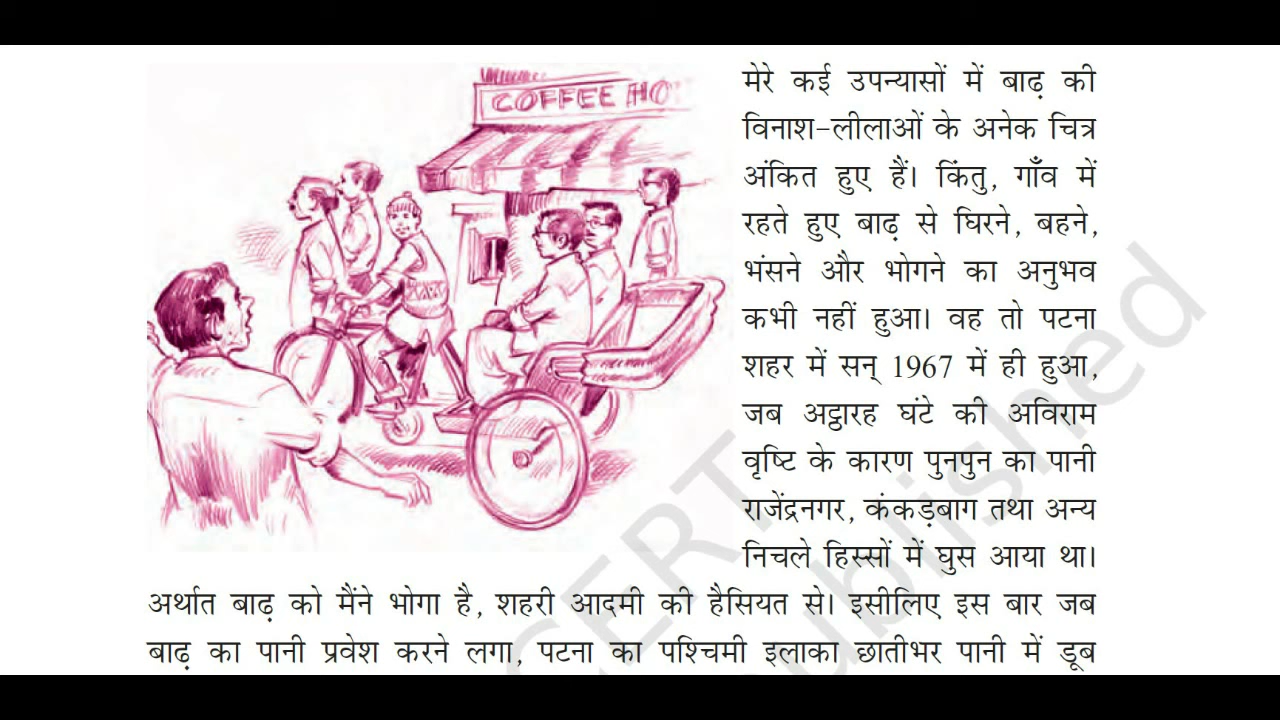 COFFEE HO
मेरे कई उपन्यासों में बाढ़ की
विनाश-लीलाओं के अनेक चित्र
अंकित हुए हैं। किंतु, गाँव में
रहते हुए बाढ़ से घिरने, बहने,
भंसने और भोगने का अनुभव
कभी नहीं हुआ। वह तो पटना
शहर में सन् 1967 में ही हुआ,
जब अट्ठारह घंटे की अविराम
वृष्टि के कारण पुनपुन का पानी
राजेंद्रनगर, कंकड़बाग तथा अन्य
निचले हिस्सों में घुस आया था।
अर्थात बाढ़ को मैंने भोगा है, शहरी आदमी की हैसियत से। इसीलिए इस बार जब
बाढ़ का पानी प्रवेश करने लगा, पटना का पश्चिमी इलाका छातीभर पानी में डूब
CERT
ublished